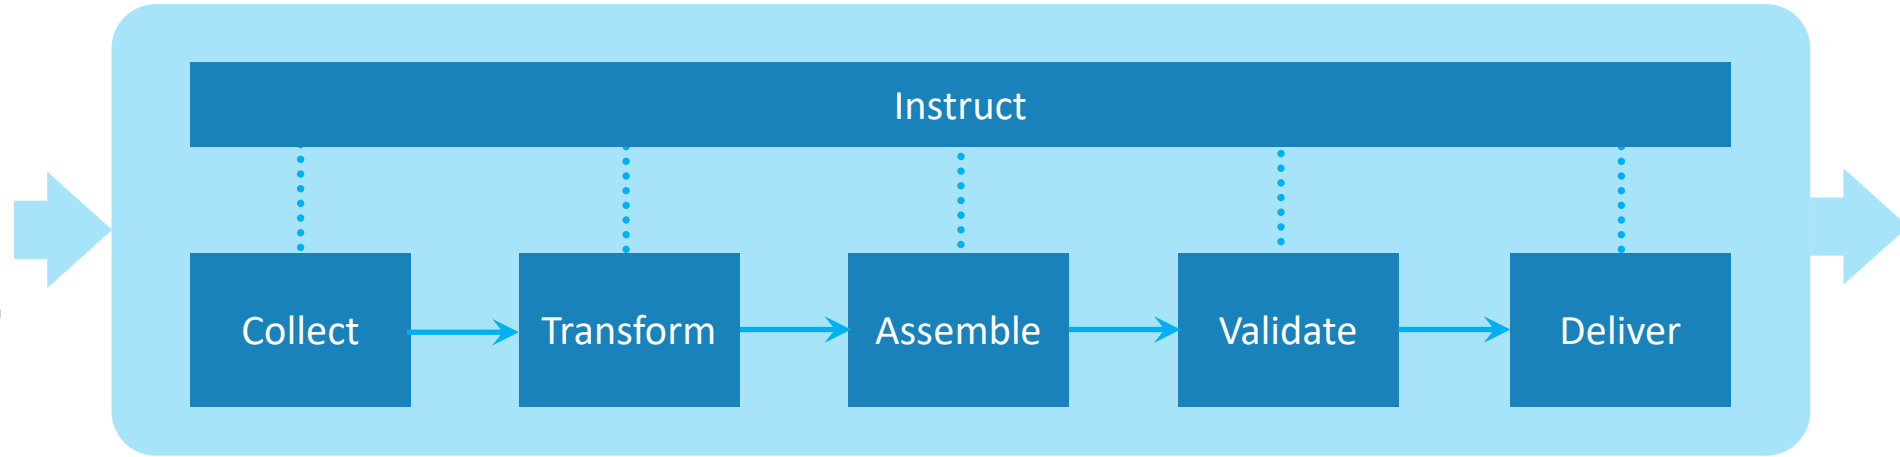 Instruct
Collect
Transform
Assemble
Validate
Deliver